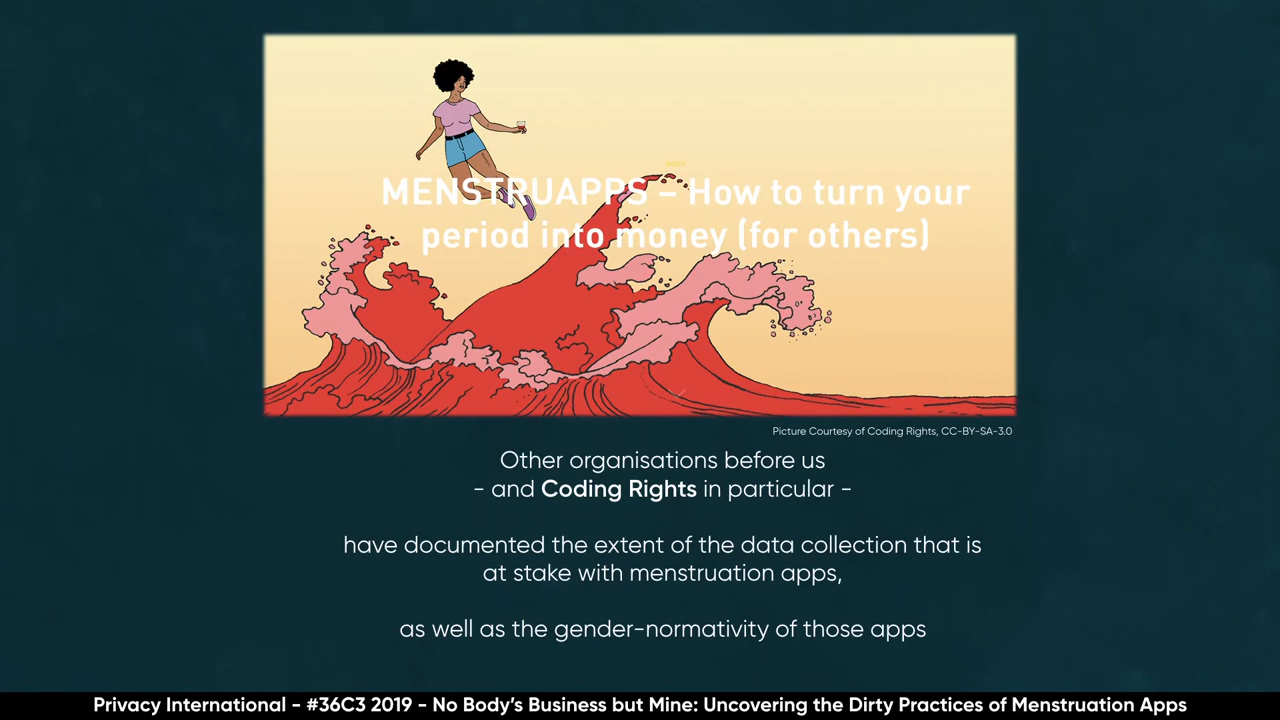 MENSTRUAPPS – How to turn your
period into money (for others)
Picture Courtesy of Coding Rights, CC-BY-SA-3.0
Other organisations before us
- and Coding Rights in particular -
have documented the extent of the data collection that is
at stake with menstruation apps,
as well as the gender-normativity of those apps
Privacy International - #36C3 2019 - No Body's Business but Mine: Uncovering the Dirty Practices of Menstruation Apps